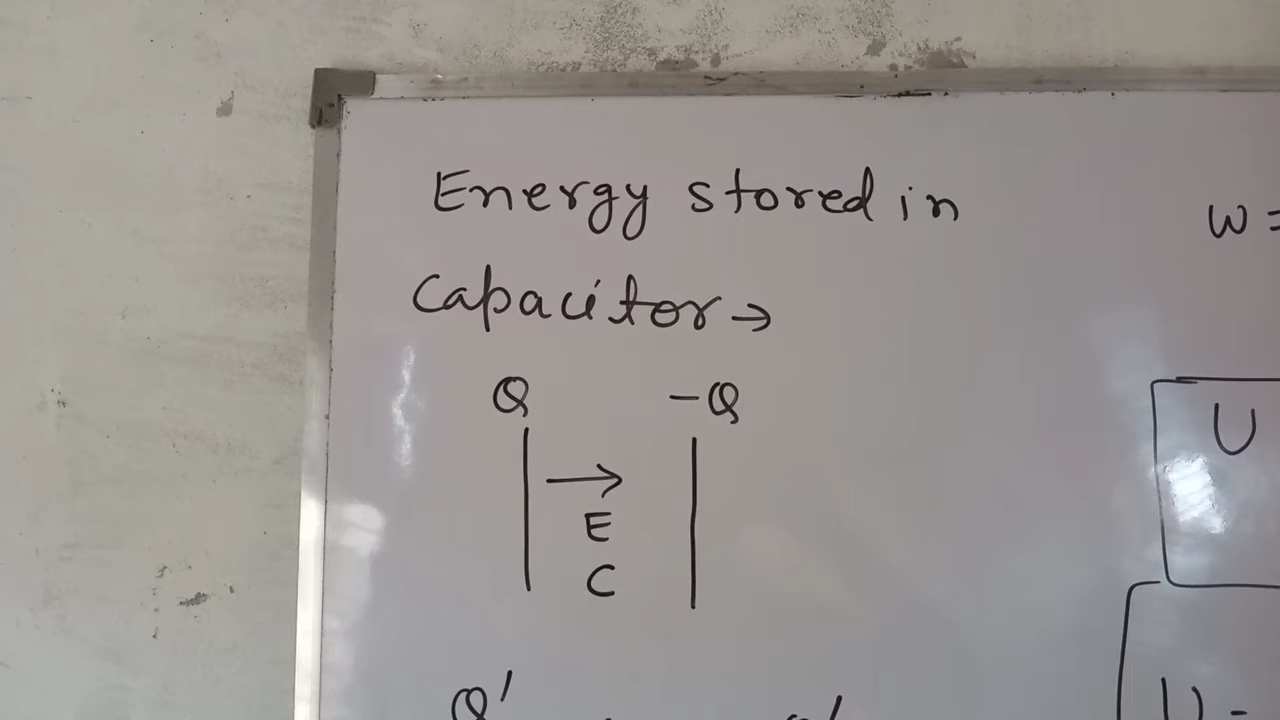 Energy stored in
Capacitor →
Q -Q
→
E
C
Q'
W =
U